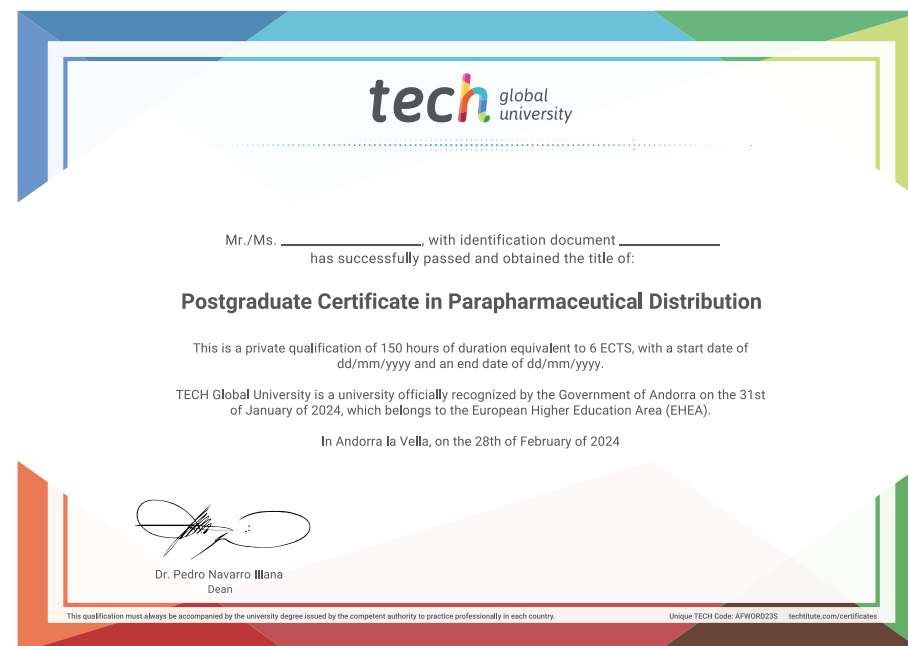 tech global university
Mr./Ms. ____________________, with identification document ______________
has successfully passed and obtained the title of:
Postgraduate Certificate in Parapharmaceutical Distribution
This is a private qualification of 150 hours of duration equivalent to 6 ECTS, with a start date of
dd/mm/yyyy and an end date of dd/mm/yyyy.
TECH Global University is a university officially recognized by the Government of Andorra on the 31st
of January of 2024, which belongs to the European Higher Education Area (EHEA).
In Andorra la Vella, on the 28th of February of 2024
Dr. Pedro Navarro Illana
Dean
This qualification must always be accompanied by the university degree issued by the competent authority to practice professionally in each country. Unique TECH Code: AFWORD23S techtitute.com/certificates